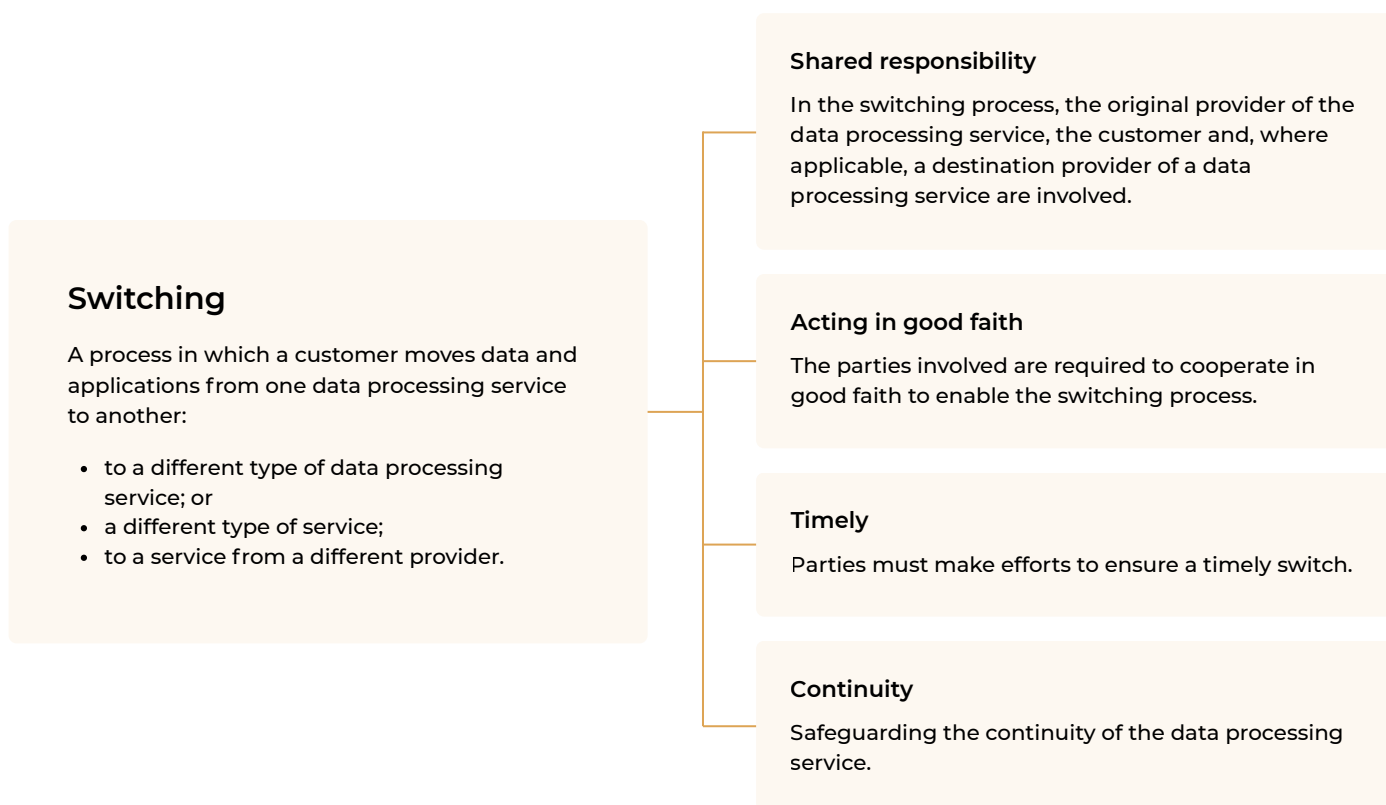 Switching
A process in which a customer moves data and
applications from one data processing service
to another:
• to a different type of data processing
service; or
• a different type of service;
• to a service from a different provider.
Shared responsibility
In the switching process, the original provider of the
data processing service, the customer and, where
applicable, a destination provider of a data
processing service are involved.
Acting in good faith
The parties involved are required to cooperate in
good faith to enable the switching process.
Timely
Parties must make efforts to ensure a timely switch.
Continuity
Safeguarding the continuity of the data processing
service.